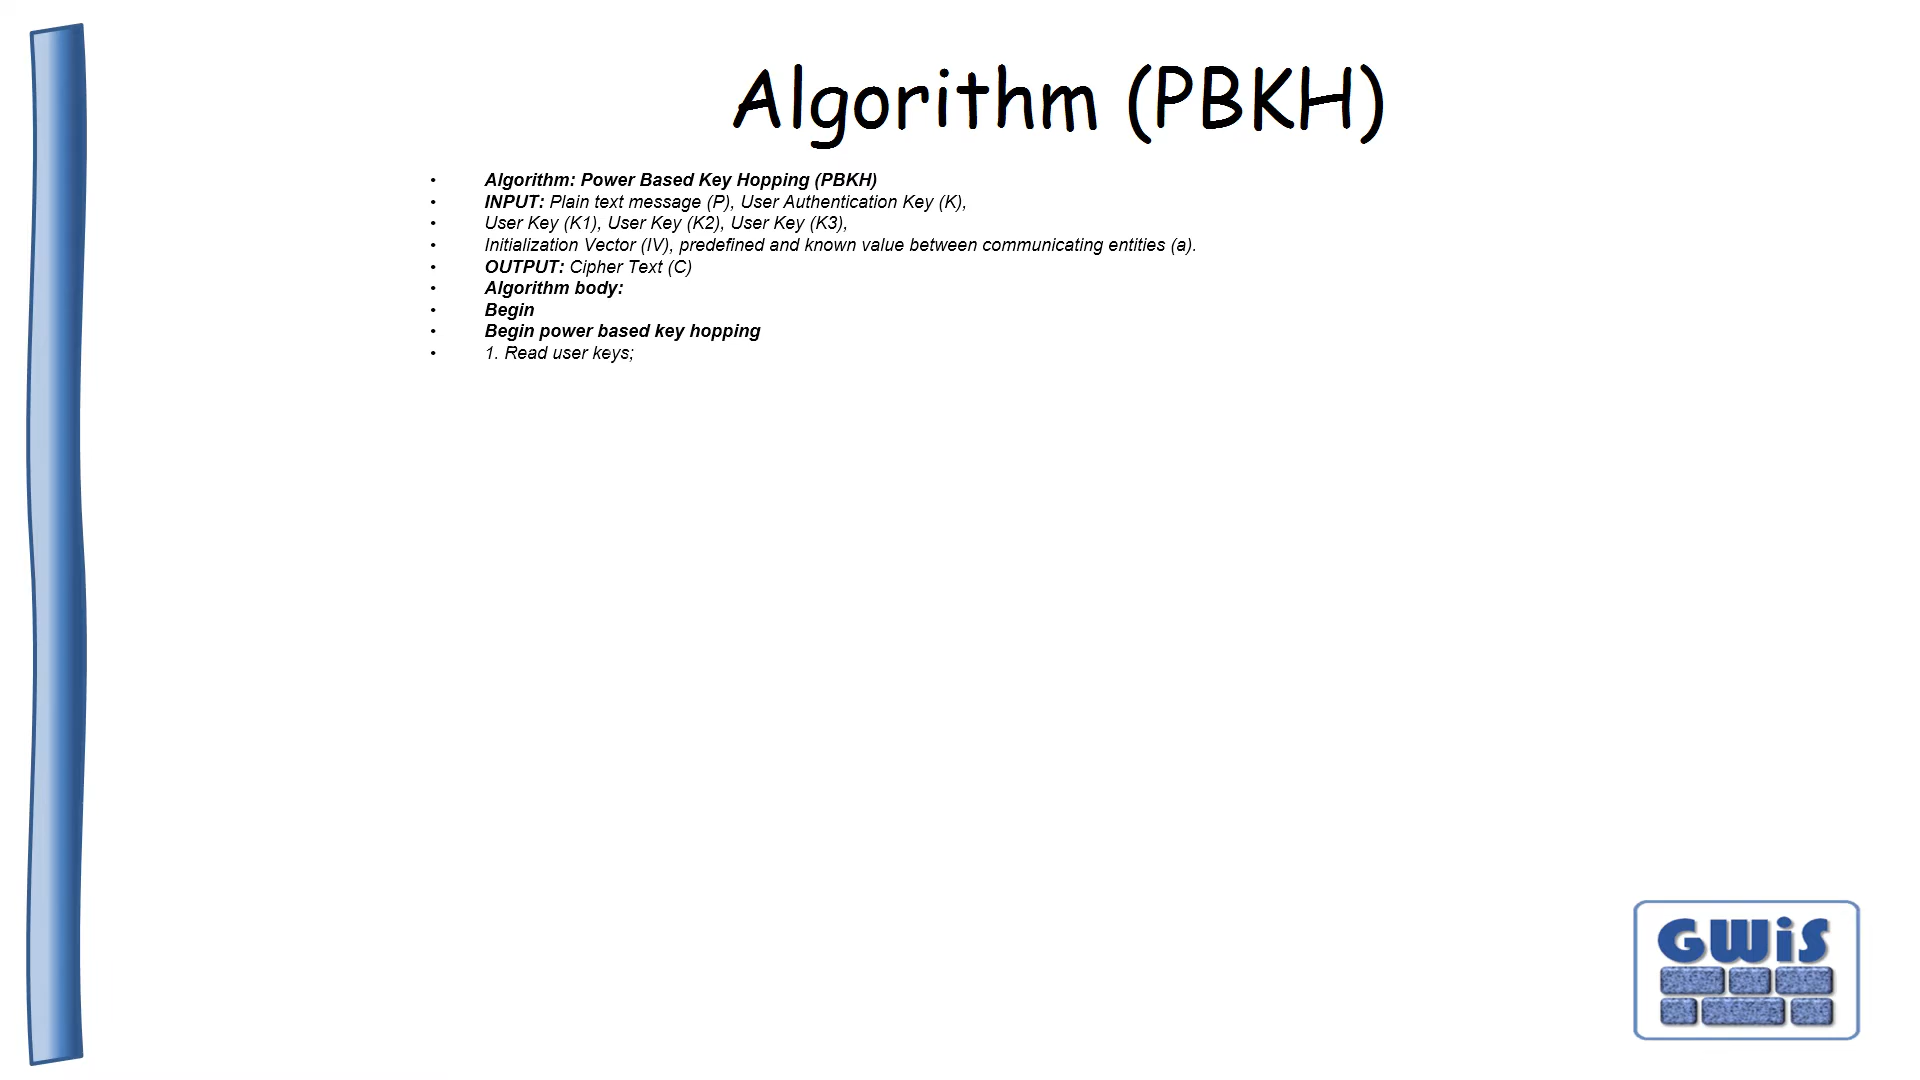 Algorithm (PBKH)
• Algorithm: Power Based Key Hopping (PBKH)
• INPUT: Plain text message (P), User Authentication Key (K),
• User Key (K1), User Key (K2), User Key (K3),
• Initialization Vector (IV), predefined and known value between communicating entities (a).
• OUTPUT: Cipher Text (C)
• Algorithm body:
• Begin
• Begin power based key hopping
• 1. Read user keys;
GWiS